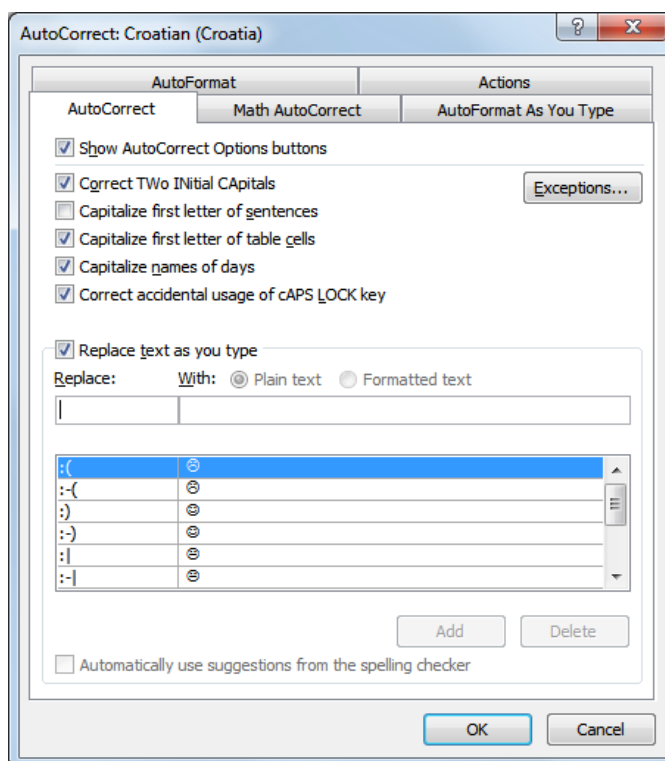 AutoCorrect: Croatian (Croatia)
AutoFormat Actions
AutoCorrect Math AutoCorrect AutoFormat As You Type
Show AutoCorrect Options buttons
Correct TWo INitial CApitals Exceptions...
Capitalize first letter of sentences
Capitalize first letter of table cells
Capitalize names of days
Correct accidental usage of cAPS LOCK key
Replace text as you type
Replace: With: Plain text Formatted text
:( ☹
:-( ☹
:) ☺
:-) ☺
:| 😐
:-| 😐
Add Delete
Automatically use suggestions from the spelling checker
OK Cancel